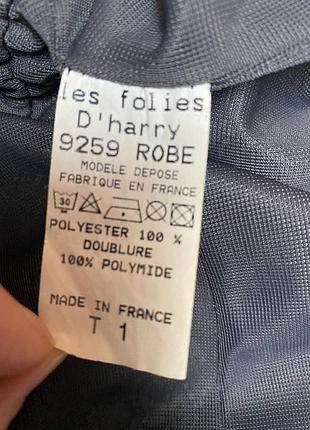 les folies
D'harry
9259 ROBE
MODELE DEPOSE
FABRIQUE EN FRANCE
30
POLYESTER 100 %
DOUBLURE
100% POLYMIDE
MADE IN FRANCE
T 1